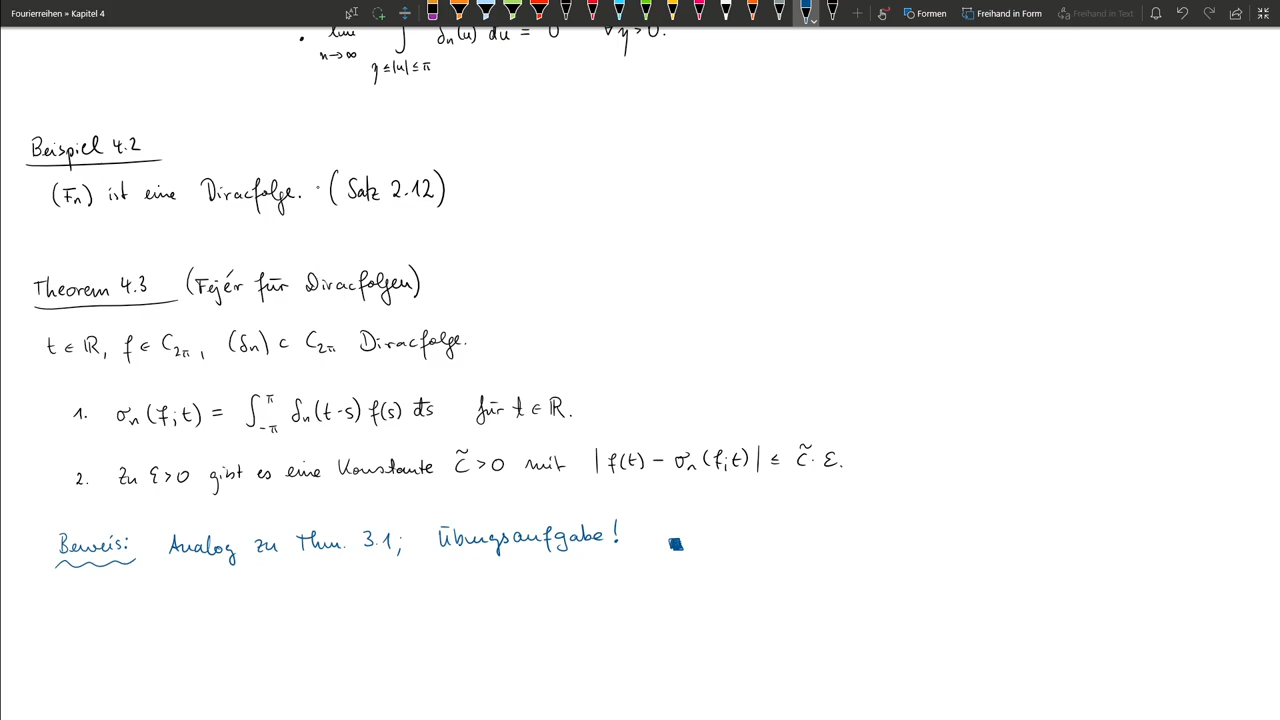 Fourierreihen » Kapitel 4
Formen
Freihand in Form
Freihand in Text
• lim ∫ δn(u) du = 0 ∀ η > 0.
n→∞ η ≤ |u| ≤ π
Beispiel 4.2
(Fn) ist eine Diracfolge. (Satz 2.12)
Theorem 4.3 (Fejér für Diracfolgen)
t ∈ ℝ, f ∈ C2π, (δn) ⊂ C2π Diracfolge.
1. σn(f;t) = ∫_{-π}^{π} δn(t-s) f(s) ds für t ∈ ℝ.
2. Zu ε > 0 gibt es eine Konstante C̃ > 0 mit |f(t) - σn(f;t)| ≤ C̃ · ε.
Beweis: Analog zu Thm. 3.1; Übungsaufgabe!